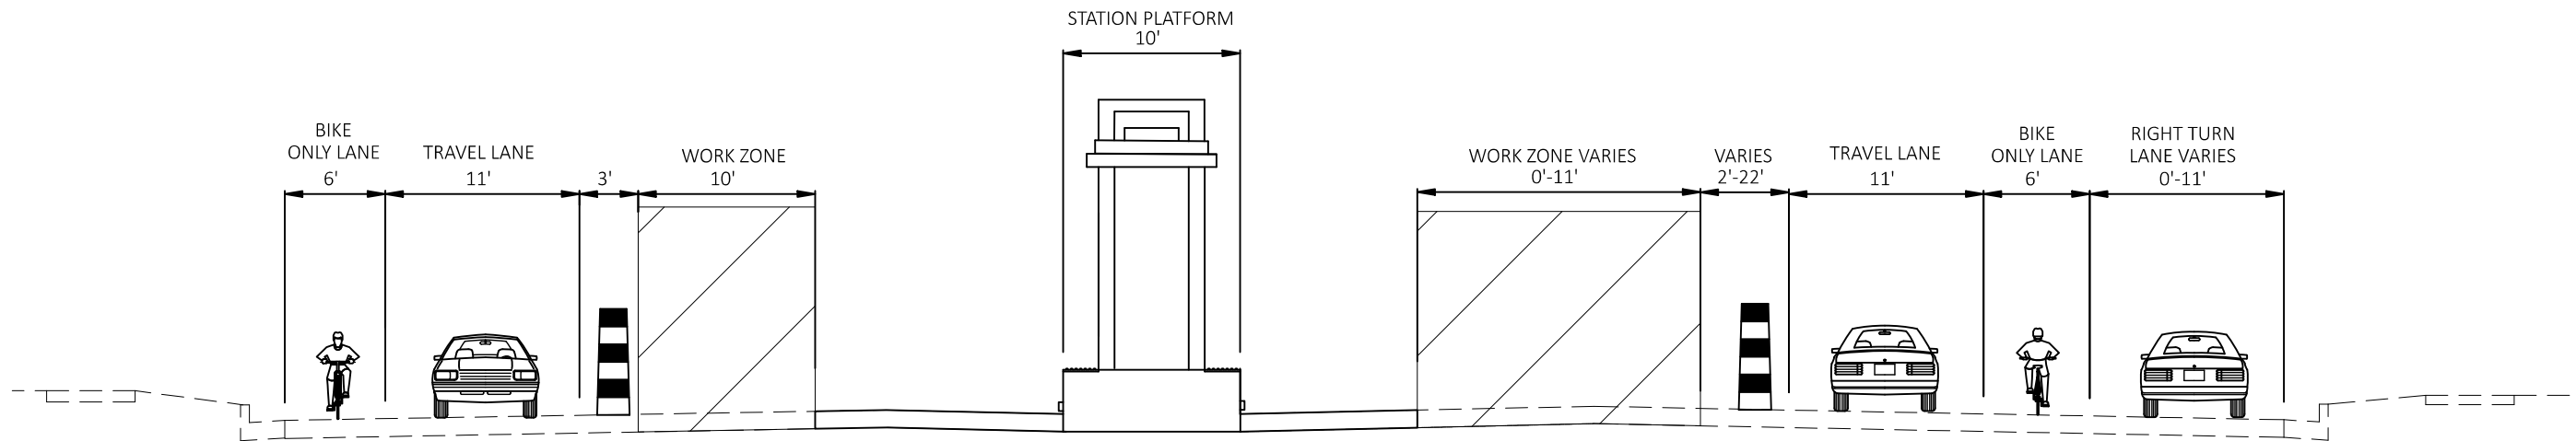 STATION PLATFORM
10'
BIKE
ONLY LANE
6'
TRAVEL LANE
11'
3'
WORK ZONE
10'
WORK ZONE VARIES
0'-11'
VARIES
2'-22'
TRAVEL LANE
11'
BIKE
ONLY LANE
6'
RIGHT TURN
LANE VARIES
0'-11'